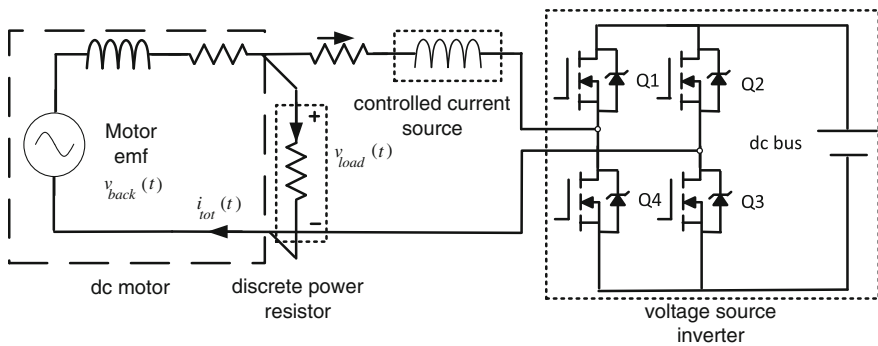 Q1
Q2
controlled current
source
Motor
emf
v_back (t)
+
v_load (t)
dc bus
i_tot (t)
Q4
Q3
–
dc motor
discrete power
resistor
voltage source
inverter